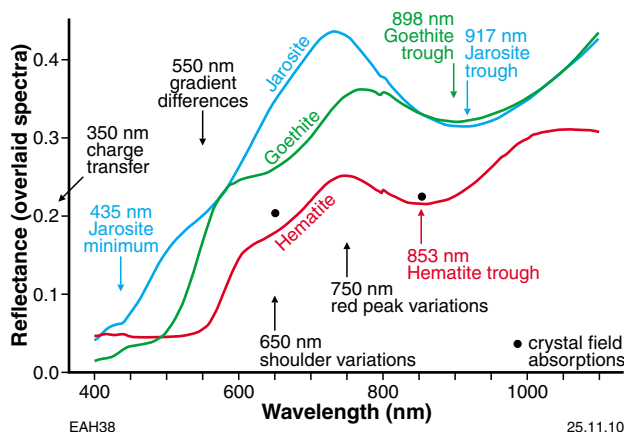 898 nm
Goethite
trough
917 nm
Jarosite
trough
550 nm
gradient
differences
350 nm
charge
transfer
435 nm
Jarosite
minimum
Jarosite
Goethite
Hematite
853 nm
Hematite trough
750 nm
red peak variations
650 nm
shoulder variations
crystal field
absorptions
Reflectance (overlaid spectra)
0.4
0.3
0.2
0.1
0.0
400 600 800 1000
Wavelength (nm)
EAH38
25.11.10